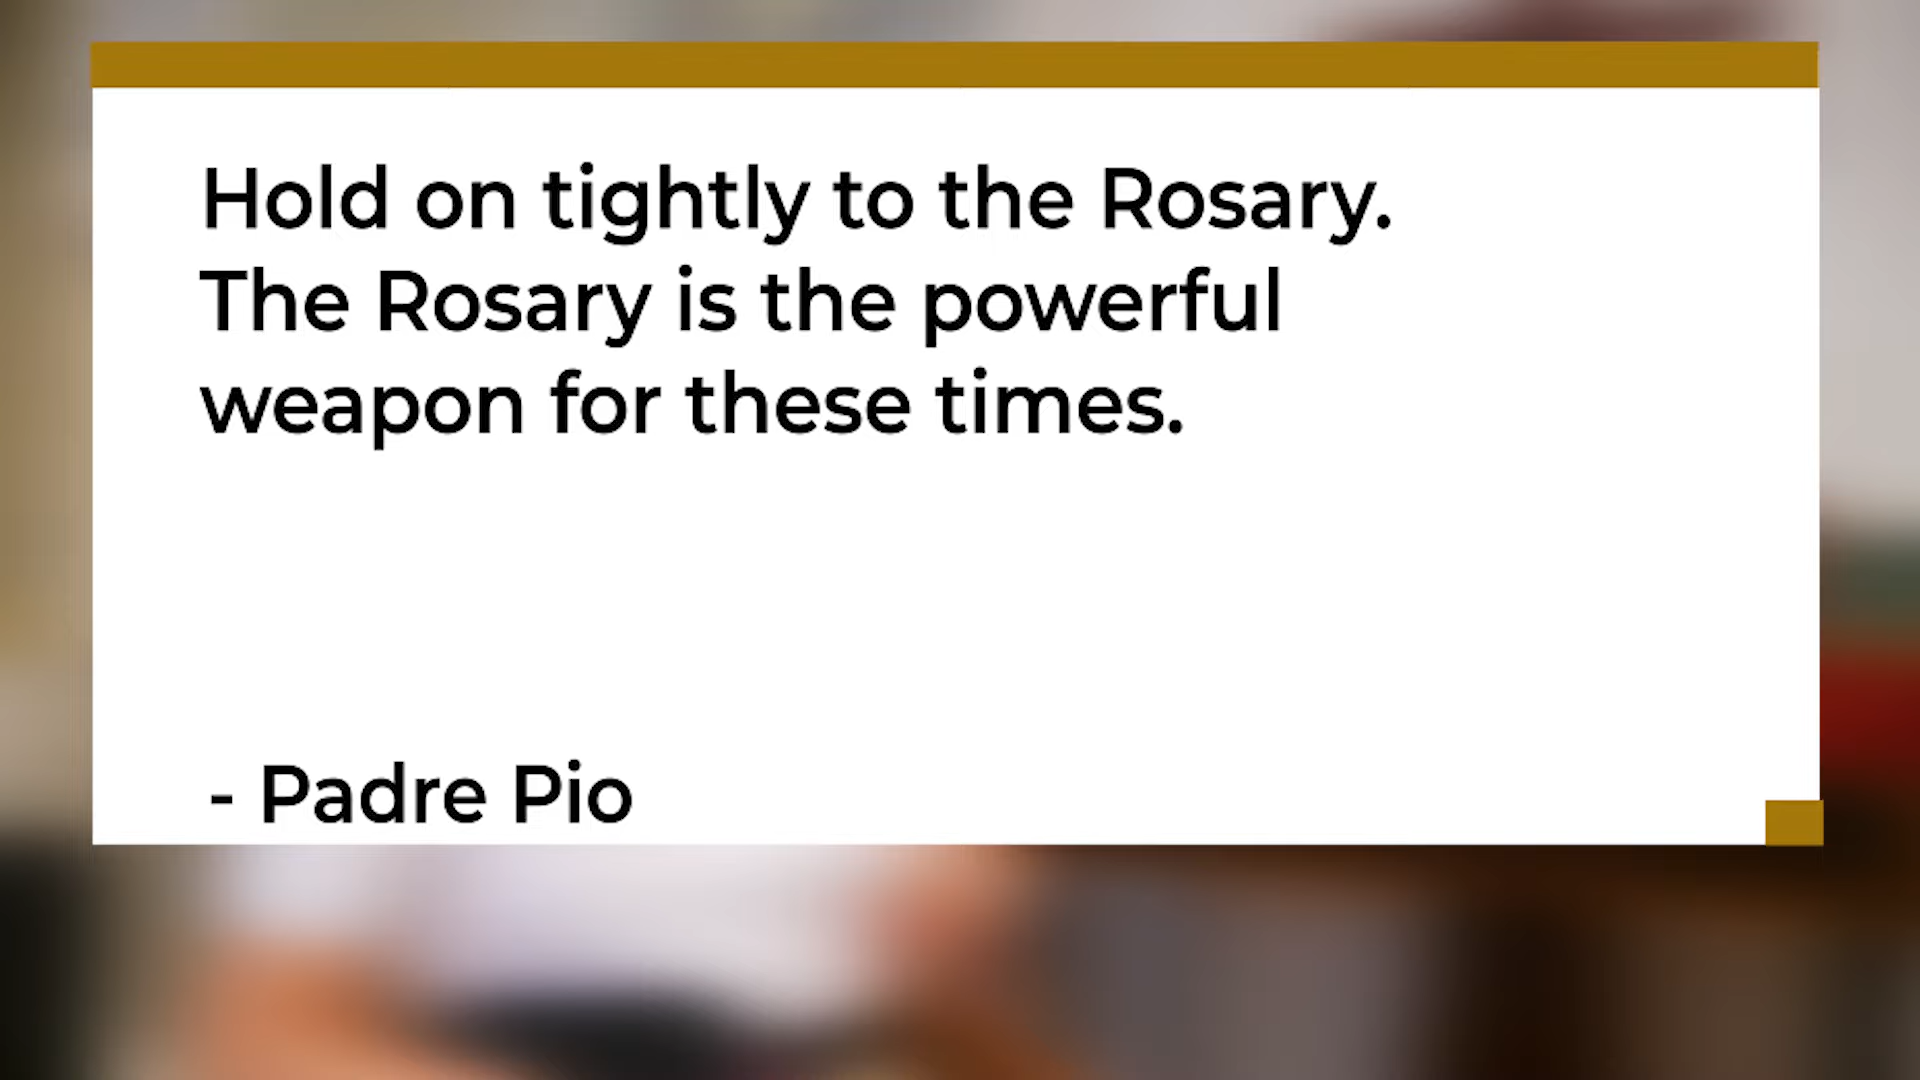 Hold on tightly to the Rosary.
The Rosary is the powerful
weapon for these times.
- Padre Pio